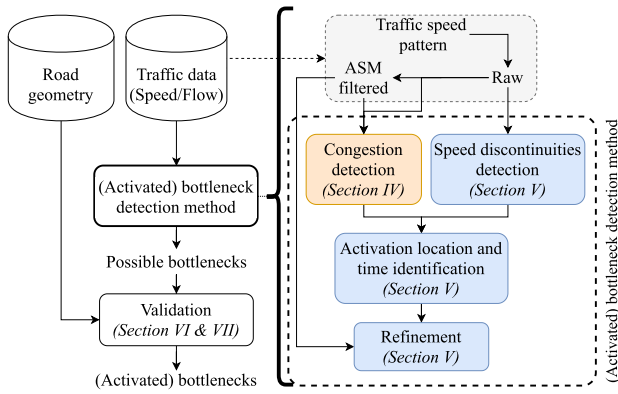 Road
geometry
Traffic data
(Speed/Flow)
(Activated) bottleneck
detection method
Possible bottlenecks
Validation
(Section VI & VII)
(Activated) bottlenecks
Traffic speed
pattern
ASM
filtered
Raw
Congestion
detection
(Section IV)
Speed discontinuities
detection
(Section V)
Activation location and
time identification
(Section V)
Refinement
(Section V)
(Activated) bottleneck detection method